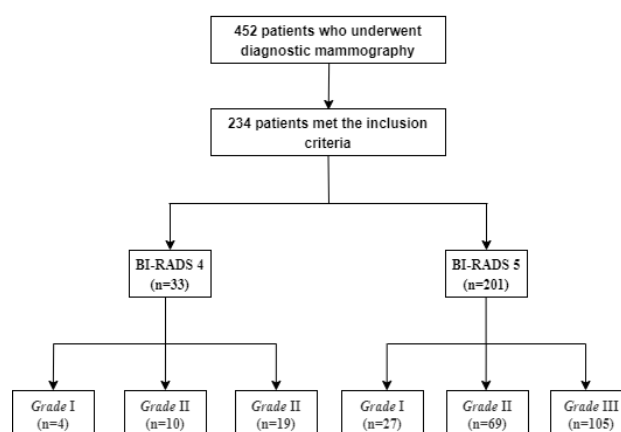 452 patients who underwent
diagnostic mammography
234 patients met the inclusion
criteria
BI-RADS 4
(n=33)
BI-RADS 5
(n=201)
Grade I
(n=4)
Grade II
(n=10)
Grade II
(n=19)
Grade I
(n=27)
Grade II
(n=69)
Grade III
(n=105)